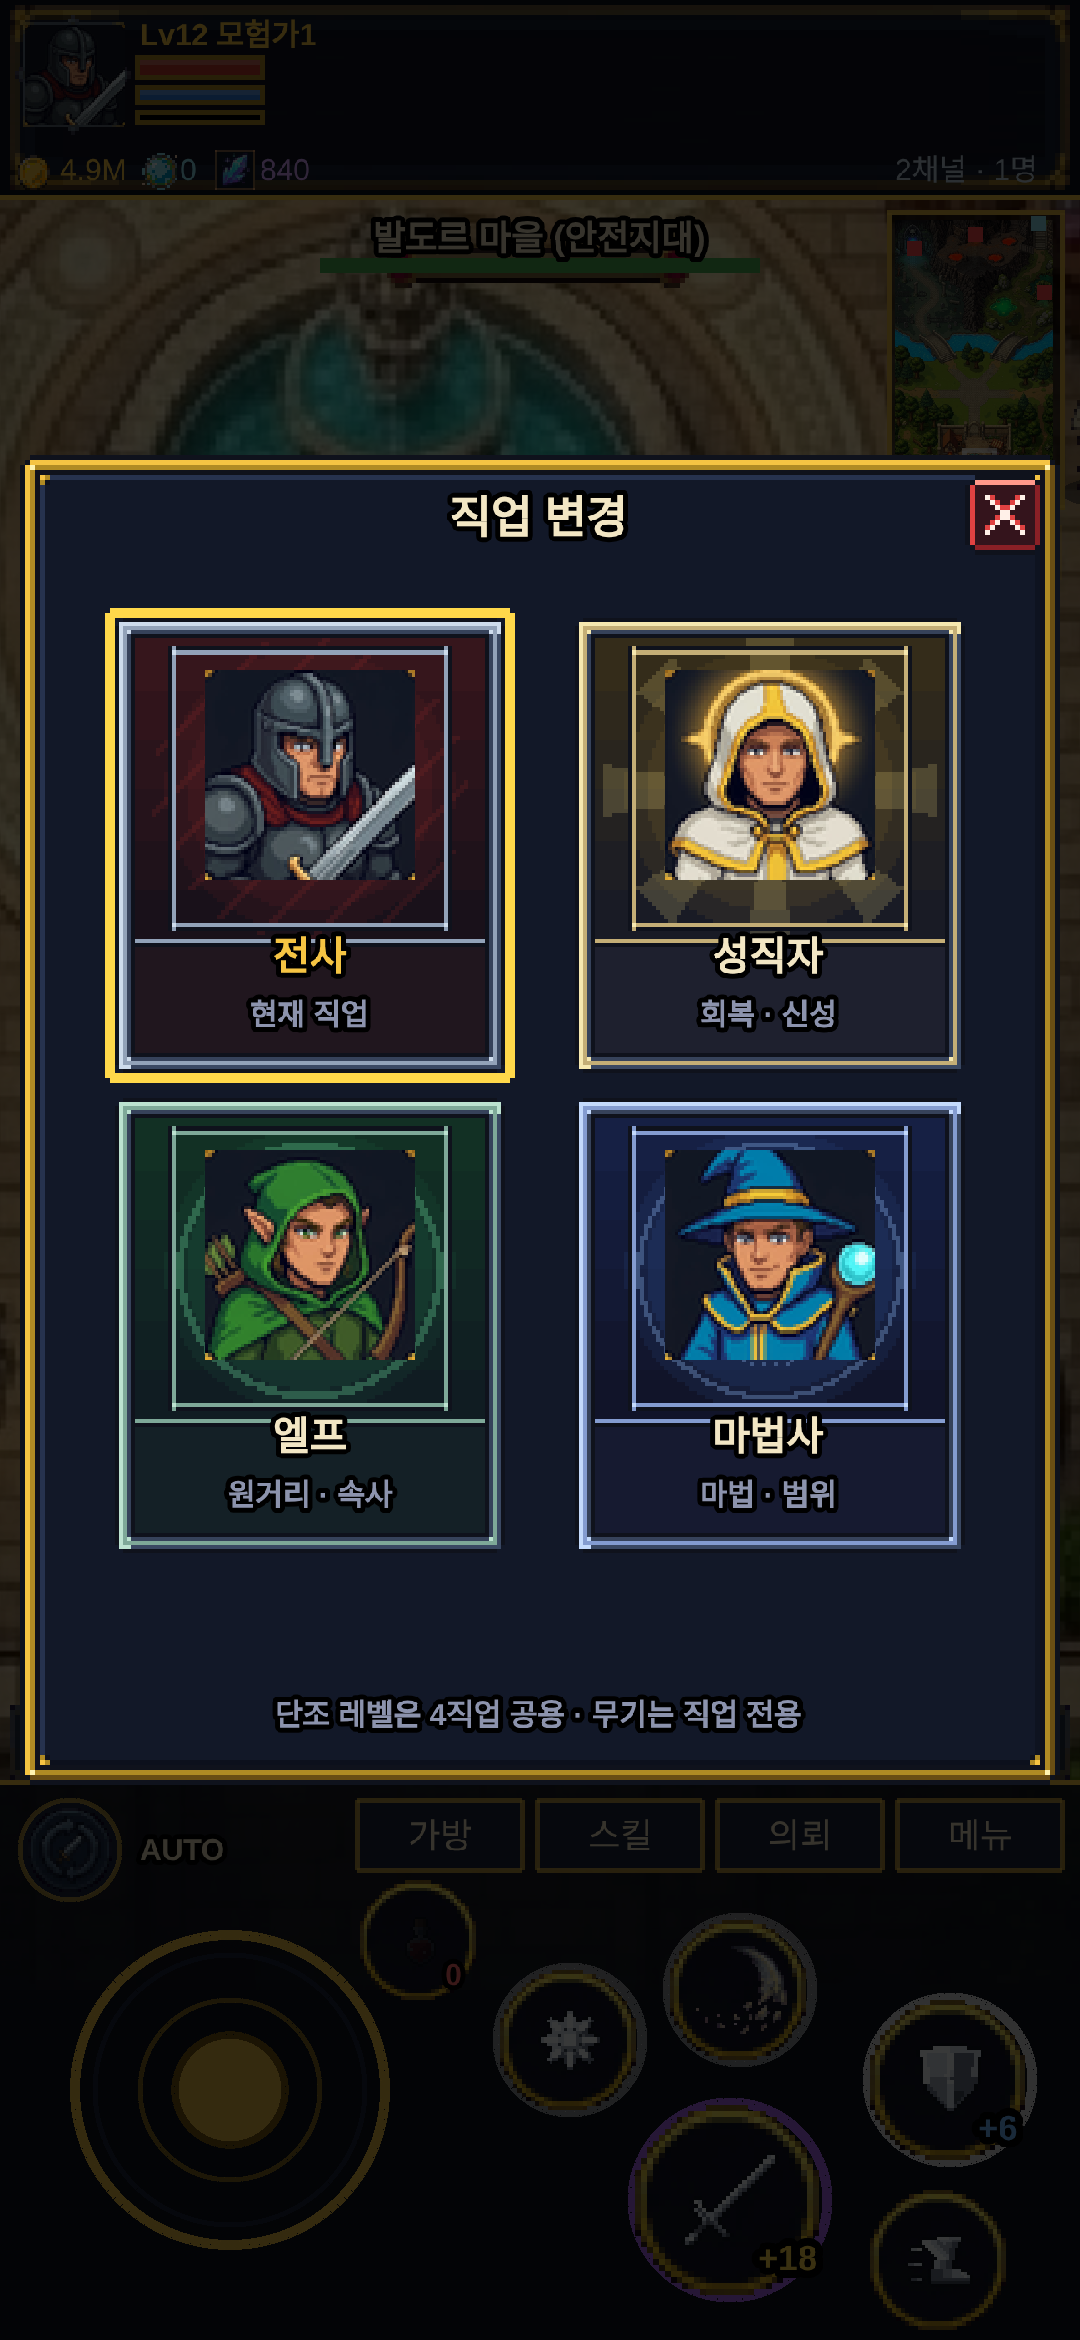 Lv12 모험가1
4.9M 0 840 2채널 · 1명
발도르 마을 (안전지대)
직업 변경
전사
현재 직업
성직자
회복 · 신성
엘프
원거리 · 속사
마법사
마법 · 범위
단조 레벨은 4직업 공용 · 무기는 직업 전용
AUTO
가방 스킬 의뢰 메뉴
0
+6
+18